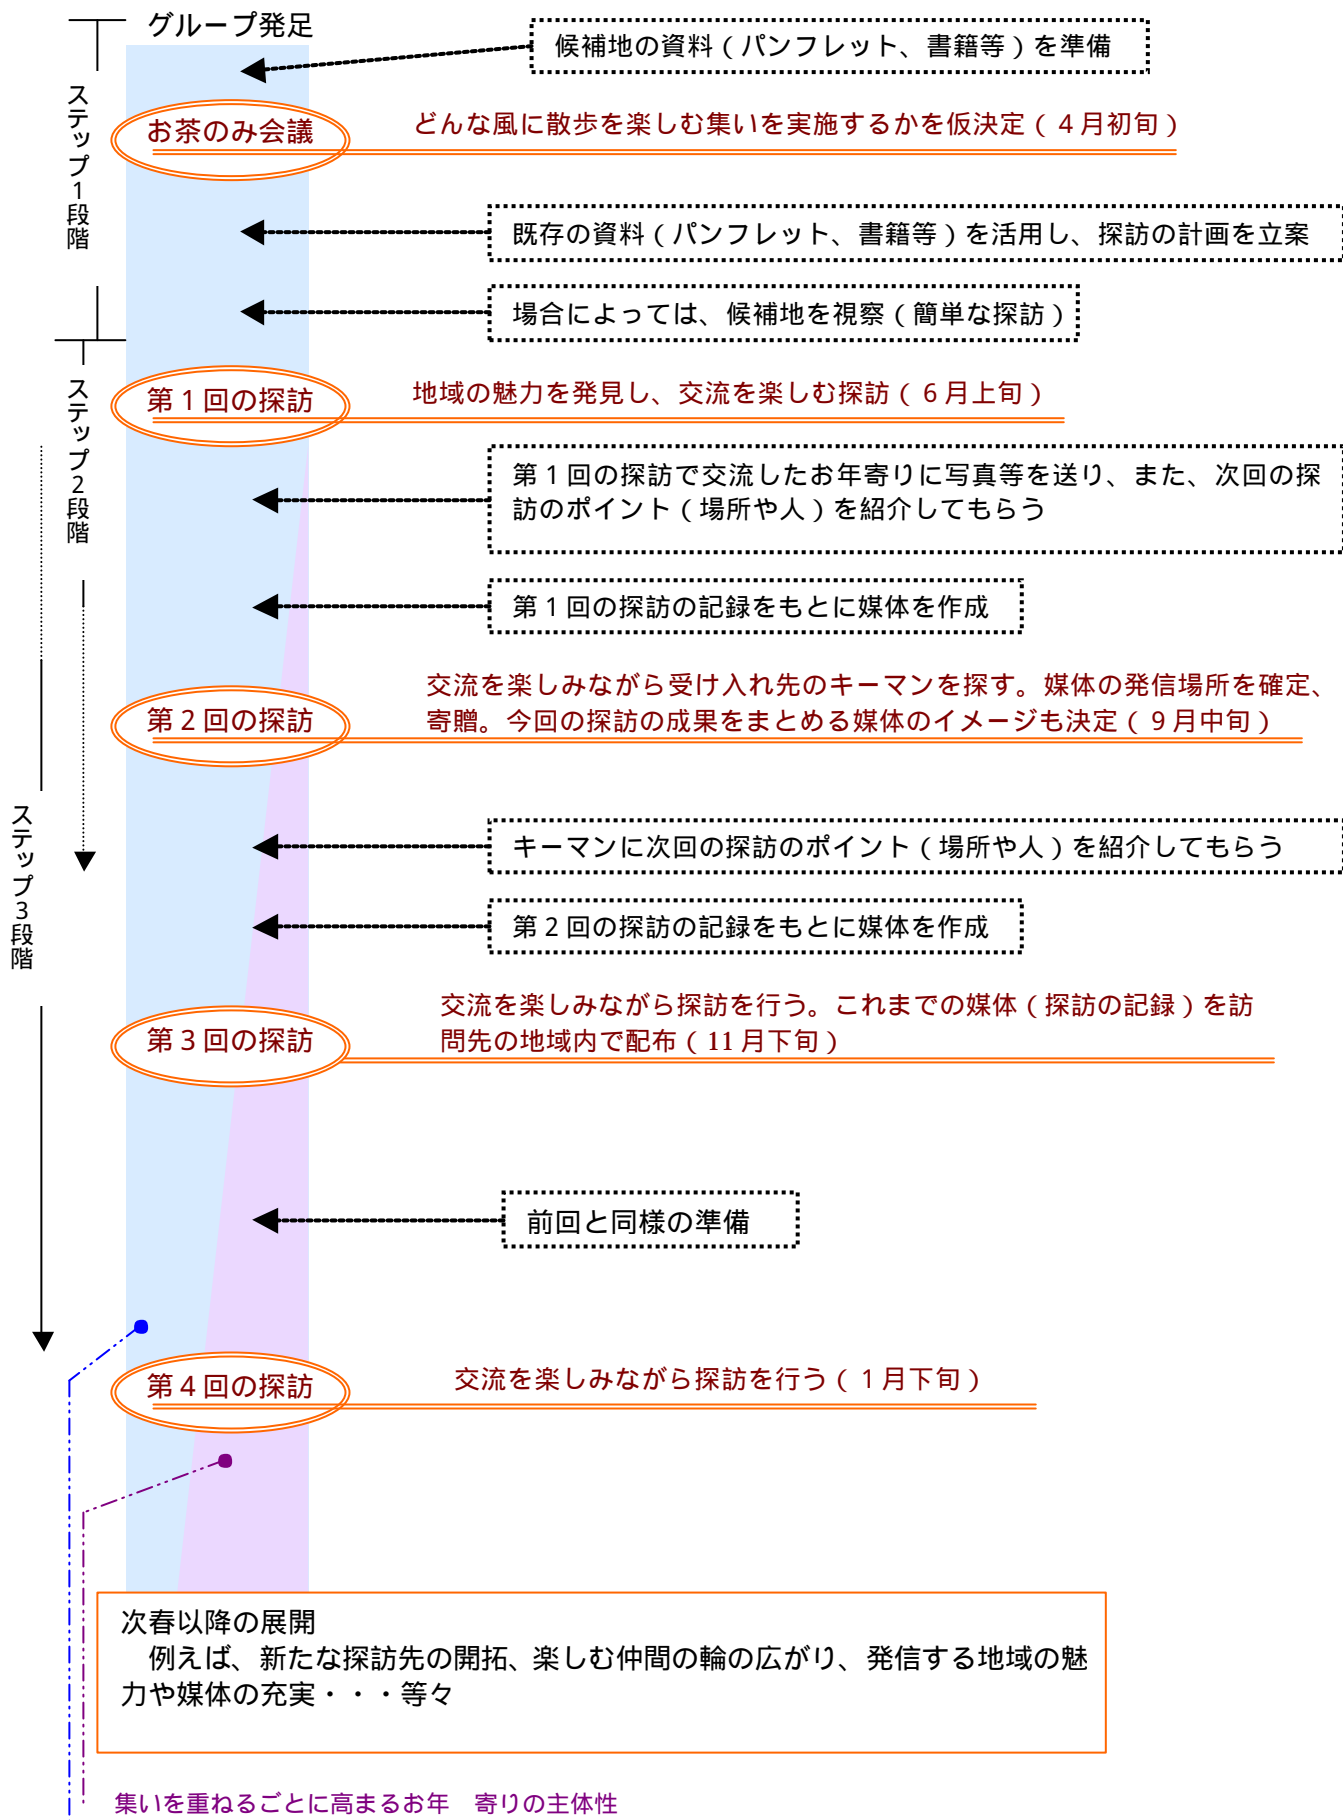 グループ発足
候補地の資料（パンフレット、書籍等）を準備
ステップ1段階
お茶のみ会議
どんな風に散歩を楽しむ集いを実施するかを仮決定（４月初旬）
既存の資料（パンフレット、書籍等）を活用し、探訪の計画を立案
場合によっては、候補地を視察（簡単な探訪）
ステップ2段階
第１回の探訪
地域の魅力を発見し、交流を楽しむ探訪（６月上旬）
第１回の探訪で交流したお年寄りに写真等を送り、また、次回の探
訪のポイント（場所や人）を紹介してもらう
第１回の探訪の記録をもとに媒体を作成
第２回の探訪
交流を楽しみながら受け入れ先のキーマンを探す。媒体の発信場所を確定、
寄贈。今回の探訪の成果をまとめる媒体のイメージも決定（９月中旬）
ステップ3段階
キーマンに次回の探訪のポイント（場所や人）を紹介してもらう
第２回の探訪の記録をもとに媒体を作成
第３回の探訪
交流を楽しみながら探訪を行う。これまでの媒体（探訪の記録）を訪
問先の地域内で配布（11月下旬）
前回と同様の準備
第４回の探訪
交流を楽しみながら探訪を行う（１月下旬）
次春以降の展開
例えば、新たな探訪先の開拓、楽しむ仲間の輪の広がり、発信する地域の魅
力や媒体の充実・・・等々
集いを重ねるごとに高まるお年　寄りの主体性